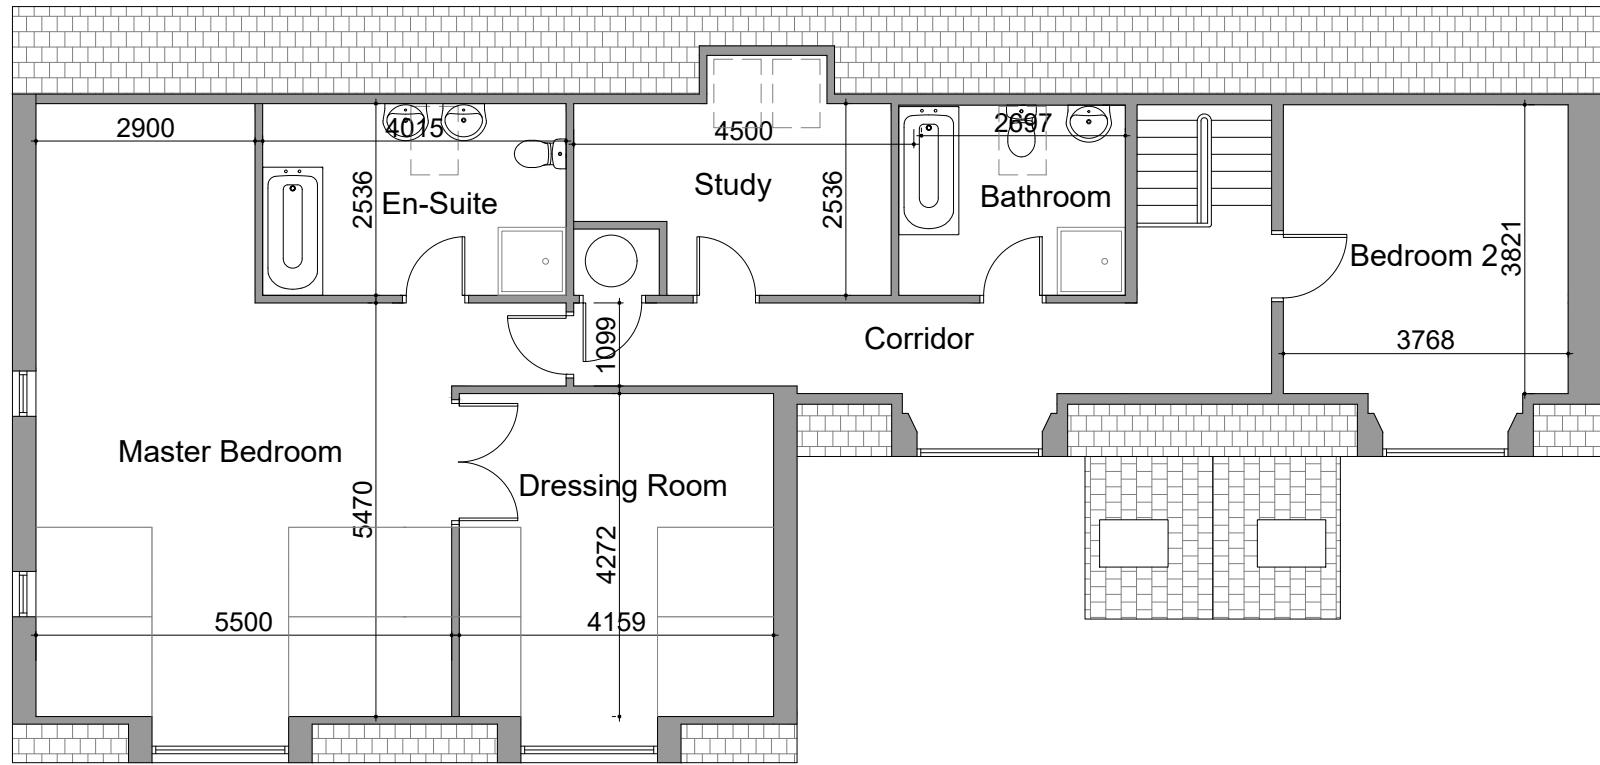 2900
4015
4500
2697
2536
En-Suite
Study
2536
Bathroom
Bedroom 2
3821
1099
Corridor
3768
Master Bedroom
Dressing Room
5470
4272
5500
4159